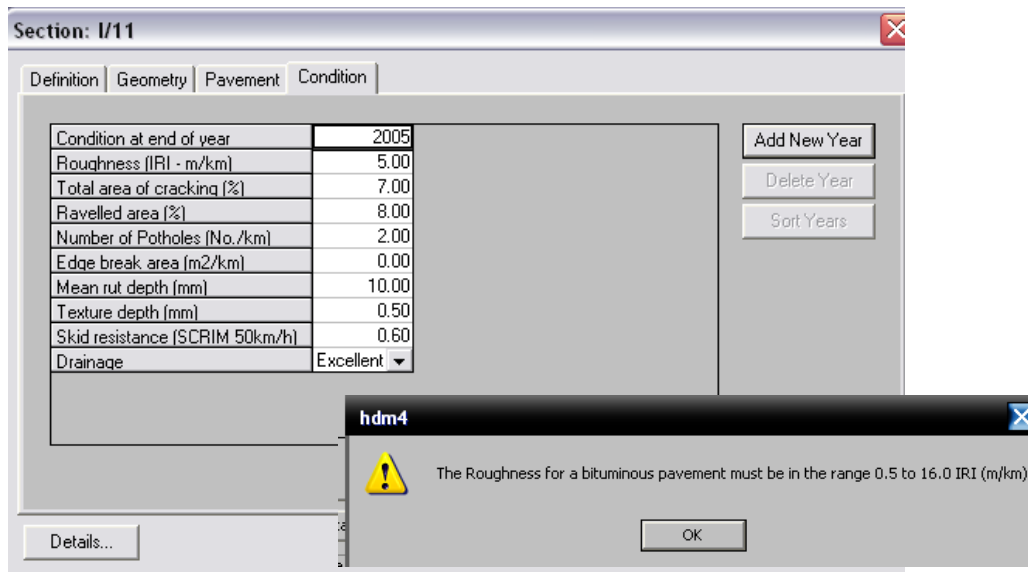 Section: I/11
Definition Geometry Pavement Condition
Condition at end of year 2005
Roughness (IRI - m/km) 5.00
Total area of cracking (%) 7.00
Ravelled area (%) 8.00
Number of Potholes (No./km) 2.00
Edge break area (m2/km) 0.00
Mean rut depth (mm) 10.00
Texture depth (mm) 0.50
Skid resistance (SCRIM 50km/h) 0.60
Drainage Excellent
Add New Year
Delete Year
Sort Years
Details...
hdm4
The Roughness for a bituminous pavement must be in the range 0.5 to 16.0 IRI (m/km)
OK